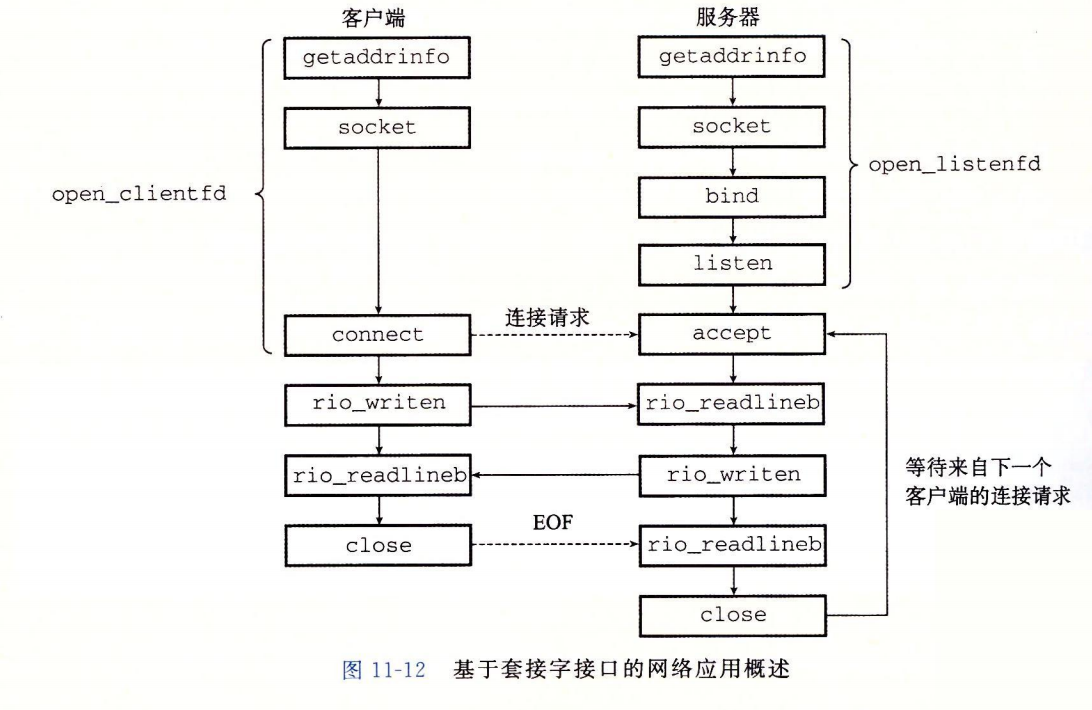 客户端
服务器
getaddrinfo
getaddrinfo
socket
socket
open_clientfd
open_listenfd
bind
listen
连接请求
connect
accept
rio_writen
rio_readlineb
rio_readlineb
rio_writen
等待来自下一个
客户端的连接请求
EOF
close
rio_readlineb
close
图 11-12 基于套接字接口的网络应用概述